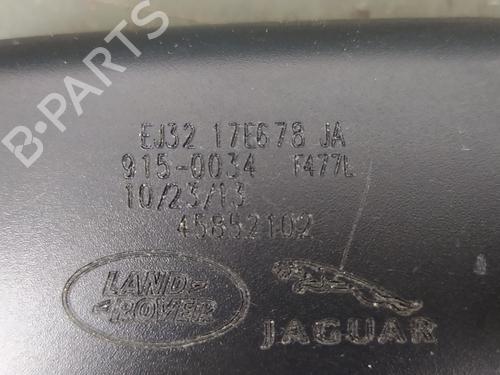 EJ32 17E678 JA
915-0034 F477L
10/23/13
45852102
LAND-
-ROVER
JAGUAR
B-PARTS